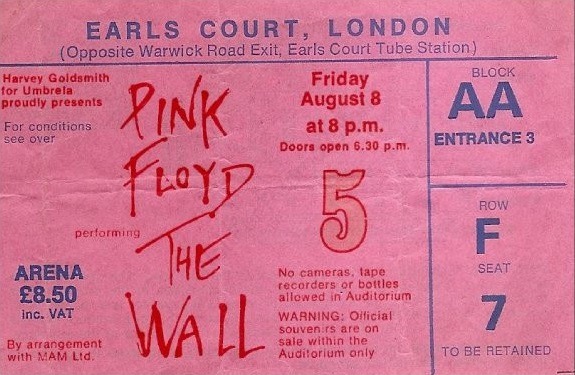 EARLS COURT, LONDON
(Opposite Warwick Road Exit, Earls Court Tube Station)
Harvey Goldsmith
for Umbrela
proudly presents
For conditions
see over
PINK
FLOYD
performing
THE
WALL
ARENA
£8.50
inc. VAT
By arrangement
with MAM Ltd.
Friday
August 8
at 8 p.m.
Doors open 6.30 p.m.
5
No cameras, tape
recorders or bottles
allowed in Auditorium
WARNING: Official
souvenirs are on
sale within the
Auditorium only
BLOCK
AA
ENTRANCE 3
ROW
F
SEAT
7
TO BE RETAINED